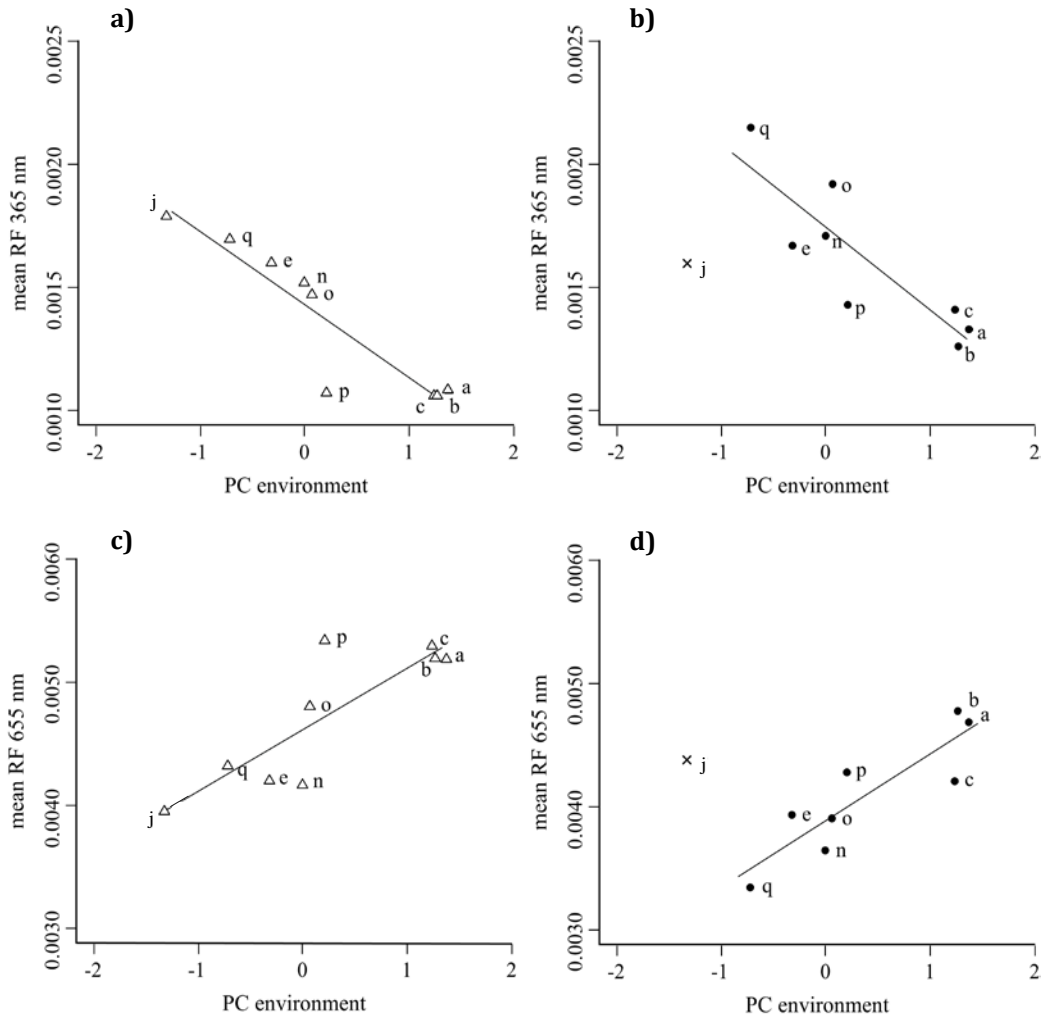 a)
mean RF 365 nm
0.0025
0.0020
0.0015
0.0010
j
q
e
n
o
p
c
b
a
-2
-1
0
1
2
PC environment
b)
mean RF 365 nm
0.0025
0.0020
0.0015
0.0010
q
o
n
e
j
p
c
a
b
-2
-1
0
1
2
PC environment
c)
mean RF 655 nm
0.0060
0.0050
0.0040
0.0030
p
c
b
a
o
q
e
n
j
-2
-1
0
1
2
PC environment
d)
mean RF 655 nm
0.0060
0.0050
0.0040
0.0030
b
a
j
p
c
e
o
n
q
-2
-1
0
1
2
PC environment